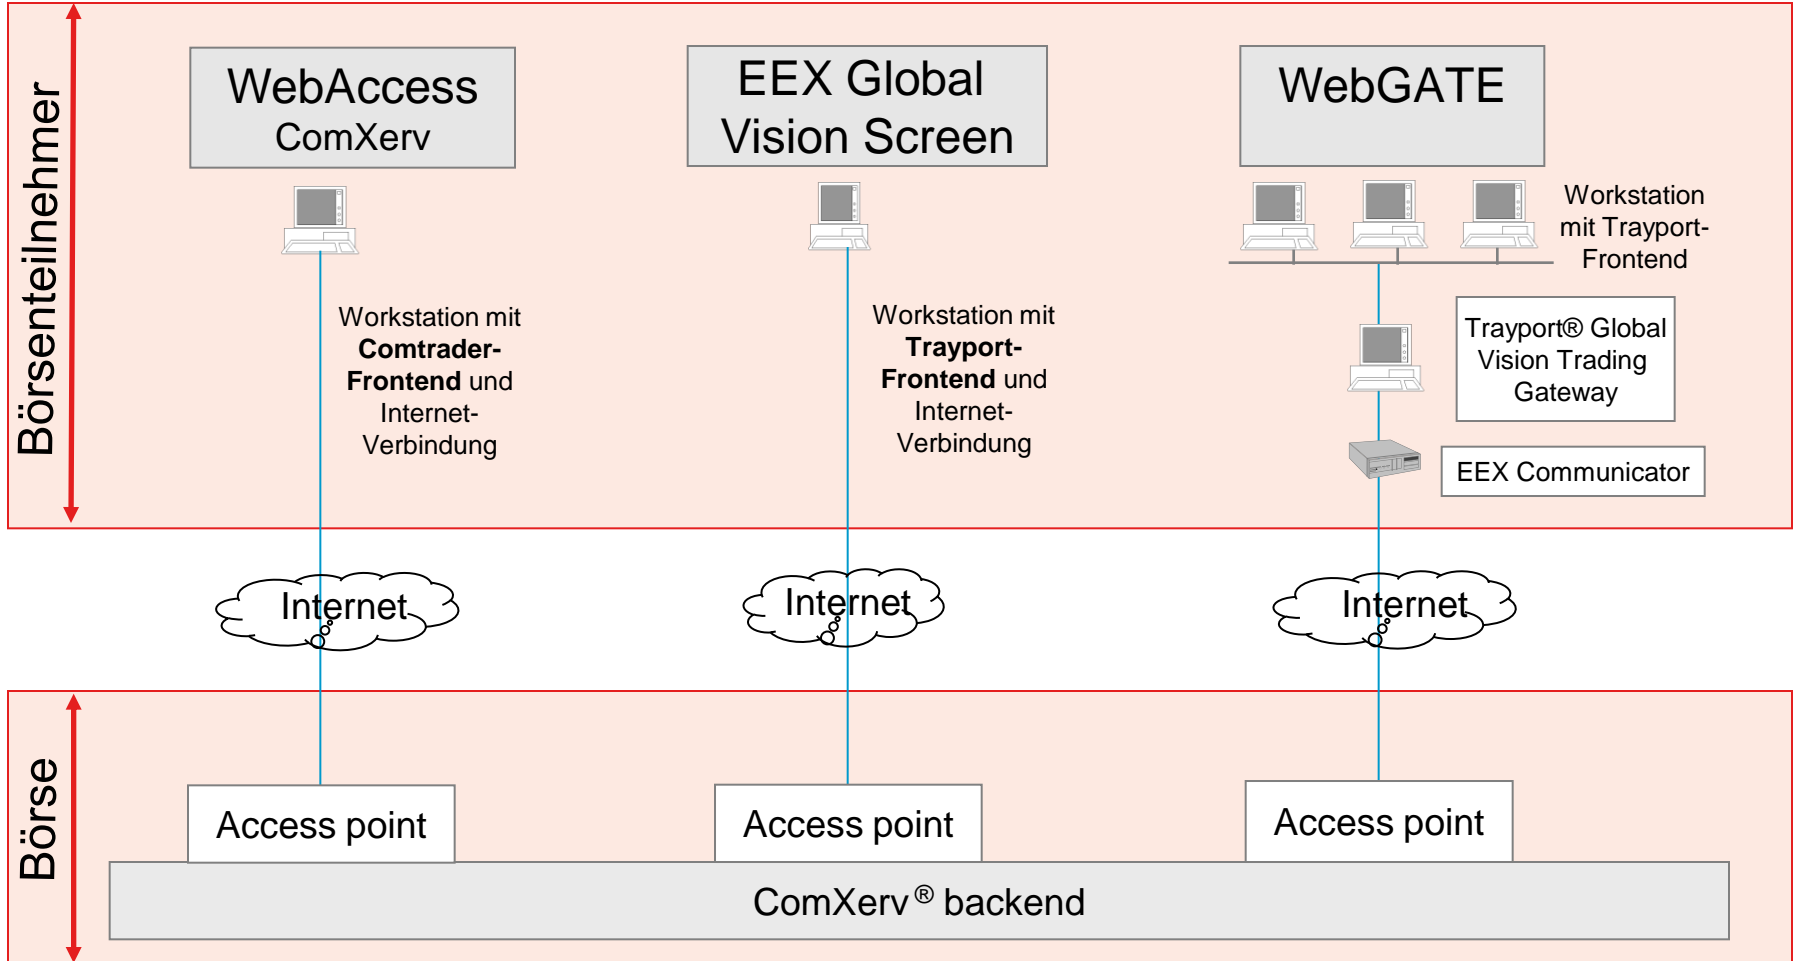 Börsenteilnehmer
WebAccess
ComXerv
EEX Global
Vision Screen
WebGATE
Workstation
mit Trayport-
Frontend
Workstation mit
Comtrader-
Frontend und
Internet-
Verbindung
Workstation mit
Trayport-
Frontend und
Internet-
Verbindung
Trayport® Global
Vision Trading
Gateway
EEX Communicator
Internet
Internet
Internet
Börse
Access point
Access point
Access point
ComXerv® backend